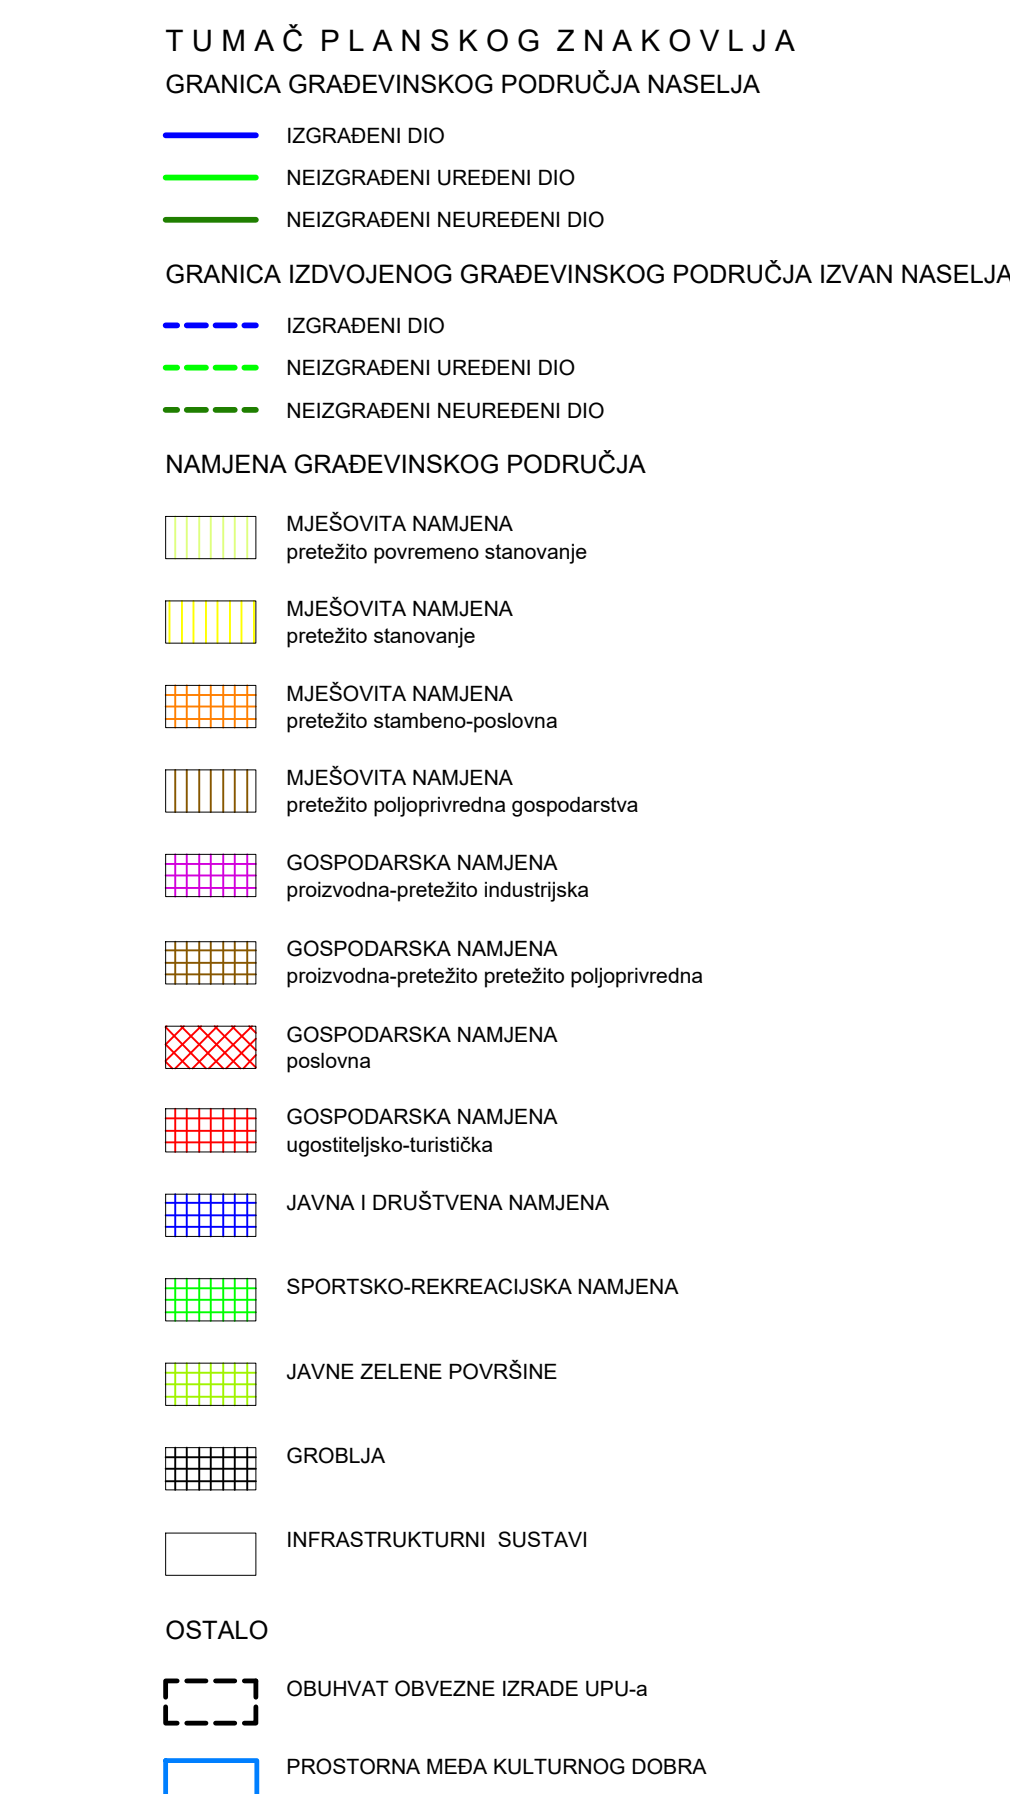 TUMAČ PLANSKOG ZNAKOVLJA
GRANICA GRAĐEVINSKOG PODRUČJA NASELJA
IZGRAĐENI DIO
NEIZGRAĐENI UREĐENI DIO
NEIZGRAĐENI NEUREĐENI DIO
GRANICA IZDVOJENOG GRAĐEVINSKOG PODRUČJA IZVAN NASELJA
IZGRAĐENI DIO
NEIZGRAĐENI UREĐENI DIO
NEIZGRAĐENI NEUREĐENI DIO
NAMJENA GRAĐEVINSKOG PODRUČJA
MJEŠOVITA NAMJENA
pretežito povremeno stanovanje
MJEŠOVITA NAMJENA
pretežito stanovanje
MJEŠOVITA NAMJENA
pretežito stambeno-poslovna
MJEŠOVITA NAMJENA
pretežito poljoprivredna gospodarstva
GOSPODARSKA NAMJENA
proizvodna-pretežito industrijska
GOSPODARSKA NAMJENA
proizvodna-pretežito pretežito poljoprivredna
GOSPODARSKA NAMJENA
poslovna
GOSPODARSKA NAMJENA
ugostiteljsko-turistička
JAVNA I DRUŠTVENA NAMJENA
SPORTSKO-REKREACIJSKA NAMJENA
JAVNE ZELENE POVRŠINE
GROBLJA
INFRASTRUKTURNI SUSTAVI
OSTALO
OBUHVAT OBVEZNE IZRADE UPU-a
PROSTORNA MEĐA KULTURNOG DOBRA